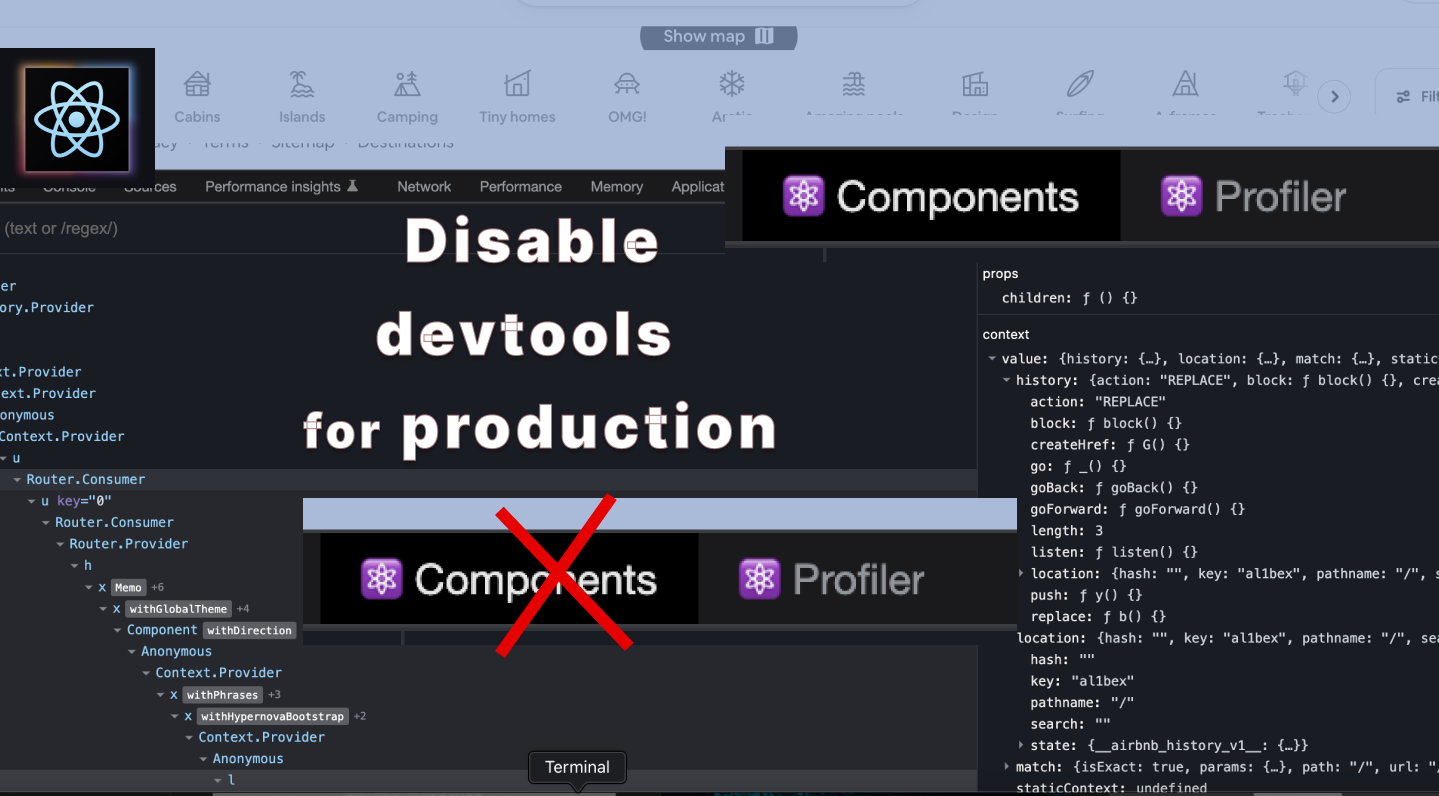 Show map
Cabins
Islands
Camping
Tiny homes
OMG!
Arctic
Amazing pools
Design
Surfing
A-frames
Terms · Sitemap · Destinations
Console
Sources
Performance insights
Network
Performance
Memory
Applicat
Components
Profiler
(text or /regex/)
Disable
devtools
for production
er
ory.Provider
xt.Provider
ext.Provider
onymous
Context.Provider
u
Router.Consumer
u key="0"
Router.Consumer
Router.Provider
h
x Memo +6
x withGlobalTheme +4
Component withDirection
Anonymous
Context.Provider
x withPhrases +3
x withHypernovaBootstrap +2
Context.Provider
Anonymous
l
Components
Profiler
Terminal
props
children: ƒ () {}
context
value: {history: {…}, location: {…}, match: {…}, static
history: {action: "REPLACE", block: ƒ block() {}, crea
action: "REPLACE"
block: ƒ block() {}
createHref: ƒ G() {}
go: ƒ _() {}
goBack: ƒ goBack() {}
goForward: ƒ goForward() {}
length: 3
listen: ƒ listen() {}
location: {hash: "", key: "al1bex", pathname: "/", s
push: ƒ y() {}
replace: ƒ b() {}
location: {hash: "", key: "al1bex", pathname: "/", sea
hash: ""
key: "al1bex"
pathname: "/"
search: ""
state: {__airbnb_history_v1__: {…}}
match: {isExact: true, params: {…}, path: "/", url: "/
staticContext: undefined